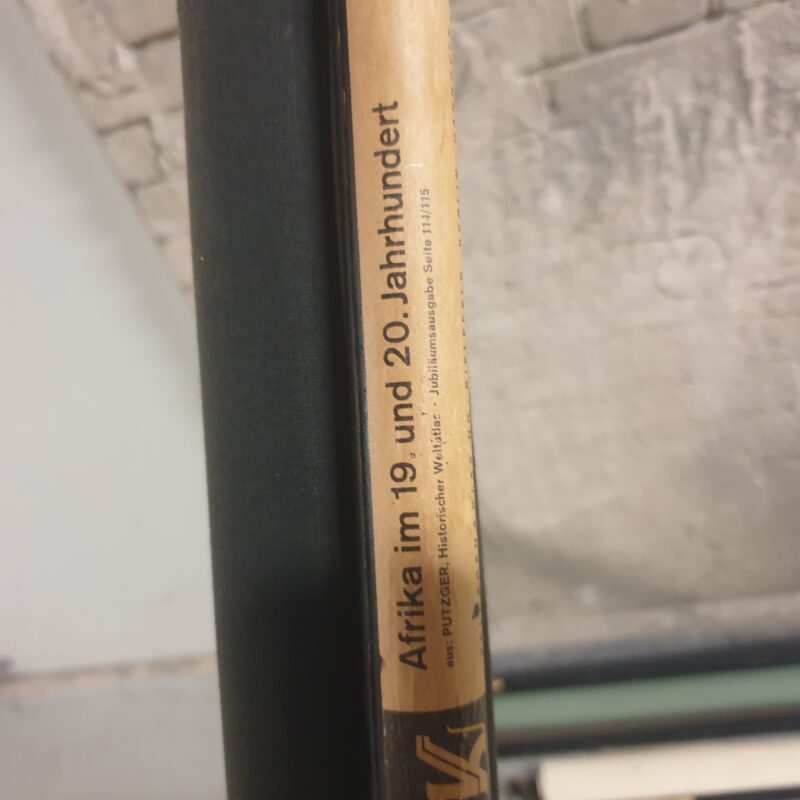 Afrika im 19. und 20. Jahrhundert
aus: PUTZGER, Historischer Weltatlas · Jubiläumsausgabe Seite 114/115